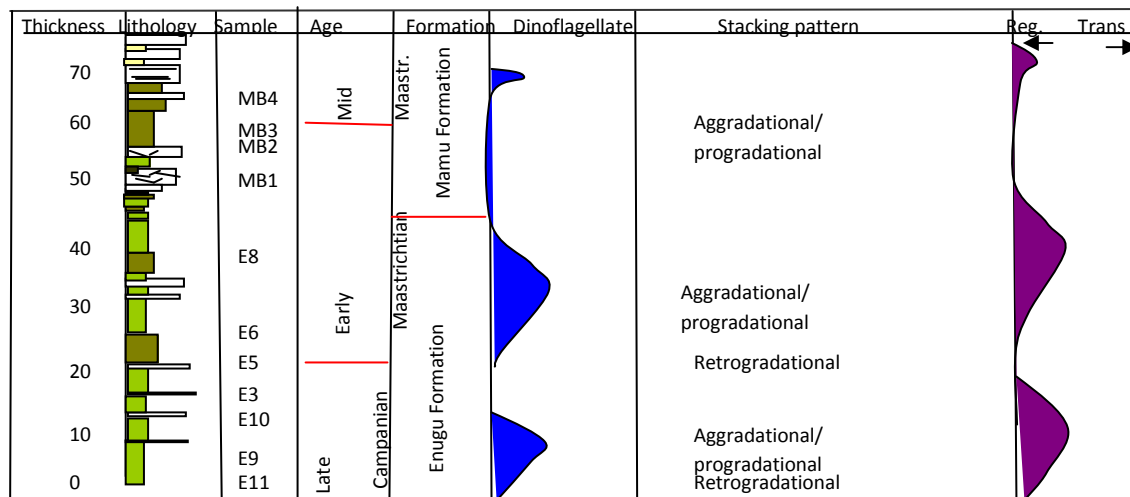 Thickness Lithology Sample Age Formation Dinoflagellate Stacking pattern Reg. Trans
70
60
50
40
30
20
10
0
MB4
MB3
MB2
MB1
E8
E6
E5
E3
E10
E9
E11
Mid
Maastr.
Early
Maastrichtian
Late
Campanian
Mamu Formation
Enugu Formation
Aggradational/
progradational
Aggradational/
progradational
Retrogradational
Aggradational/
progradational
Retrogradational